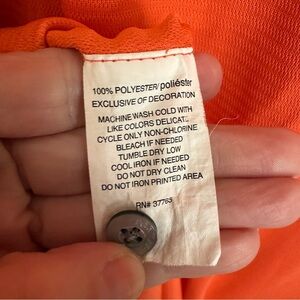 100% POLYESTER/poliéster
EXCLUSIVE OF DECORATION
MACHINE WASH COLD WITH
LIKE COLORS DELICAT...
CYCLE ONLY NON-CHLORINE
BLEACH IF NEEDED
TUMBLE DRY LOW
COOL IRON IF NEEDED
DO NOT DRY CLEAN
DO NOT IRON PRINTED AREA
RN# 37763